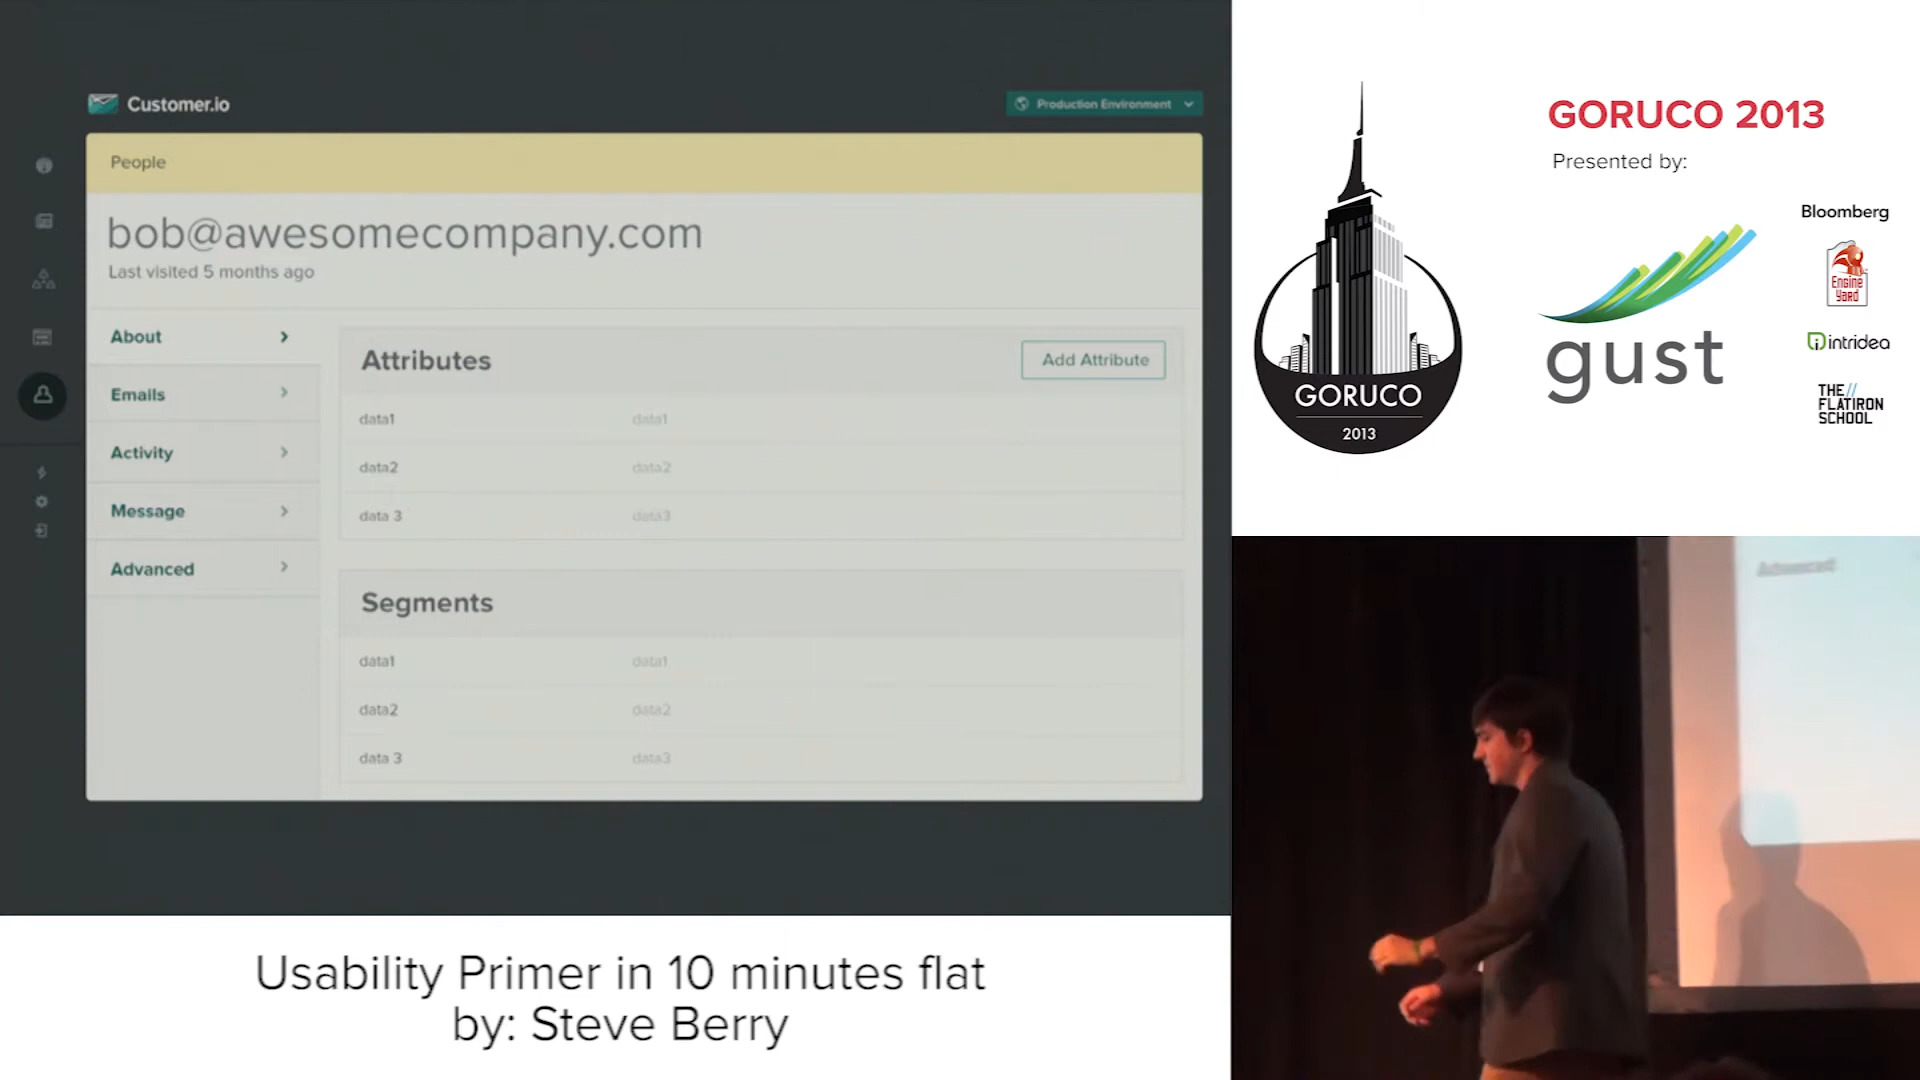 Customer.io
Production Environment
People
bob@awesomecompany.com
Last visited 5 months ago
About
Emails
Activity
Message
Advanced
Attributes
Add Attribute
data1 data1
data2 data2
data 3 data3
Segments
data1 data1
data2 data2
data 3 data3
Usability Primer in 10 minutes flat
by: Steve Berry
GORUCO
2013
GORUCO 2013
Presented by:
gust
Bloomberg
Engine
Yard
intridea
THE//
FLATIRON
SCHOOL
Advanced